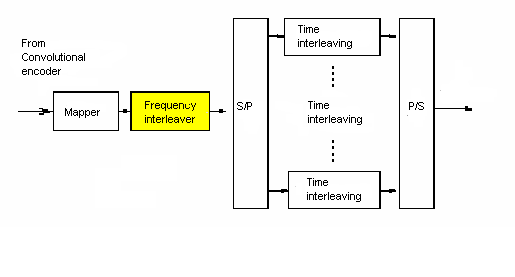 From
Convolutional
encoder
Mapper
Frequency
interleaver
S/P
Time
interleaving
Time
interleaving
Time
interleaving
P/S